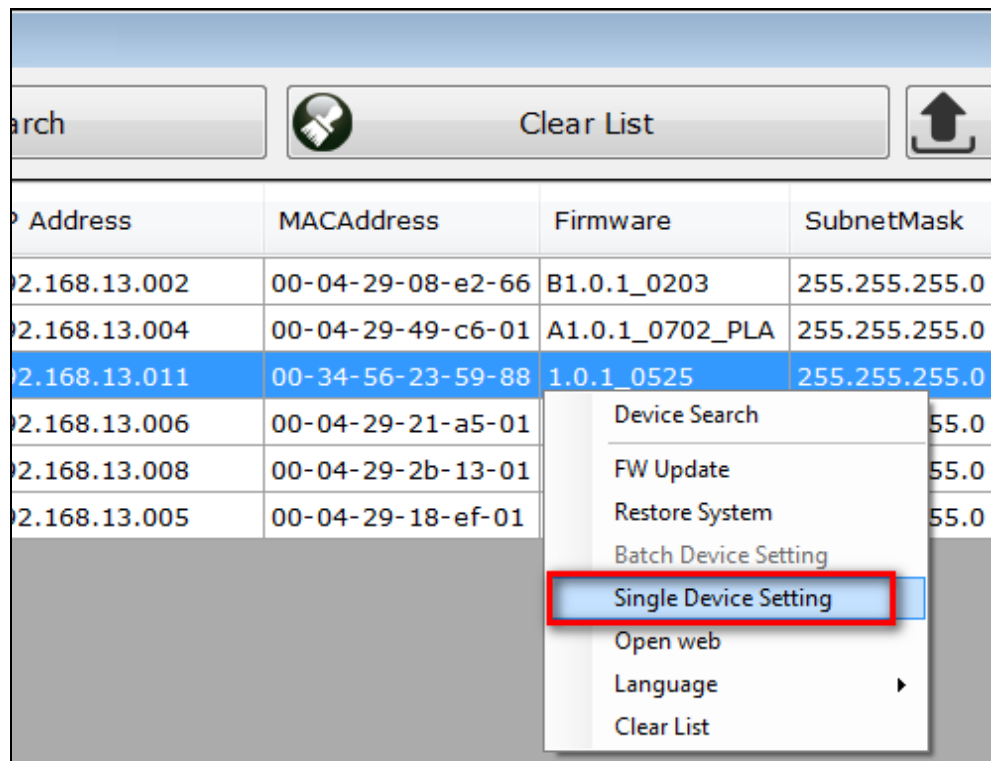 arch Clear List
P Address MACAddress Firmware SubnetMask
92.168.13.002 00-04-29-08-e2-66 B1.0.1_0203 255.255.255.0
92.168.13.004 00-04-29-49-c6-01 A1.0.1_0702_PLA 255.255.255.0
92.168.13.011 00-34-56-23-59-88 1.0.1_0525 255.255.255.0
92.168.13.006 00-04-29-21-a5-01 55.0
92.168.13.008 00-04-29-2b-13-01 55.0
92.168.13.005 00-04-29-18-ef-01 55.0
Device Search
FW Update
Restore System
Batch Device Setting
Single Device Setting
Open web
Language
Clear List